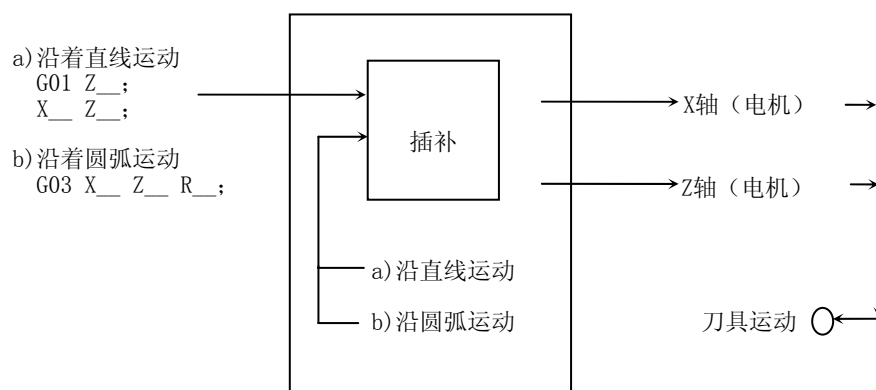 a)沿着直线运动
G01 Z__；
X__ Z__；
b)沿着圆弧运动
G03 X__ Z__ R__；
插补
a)沿直线运动
b)沿圆弧运动
X轴（电机）
Z轴（电机）
刀具运动